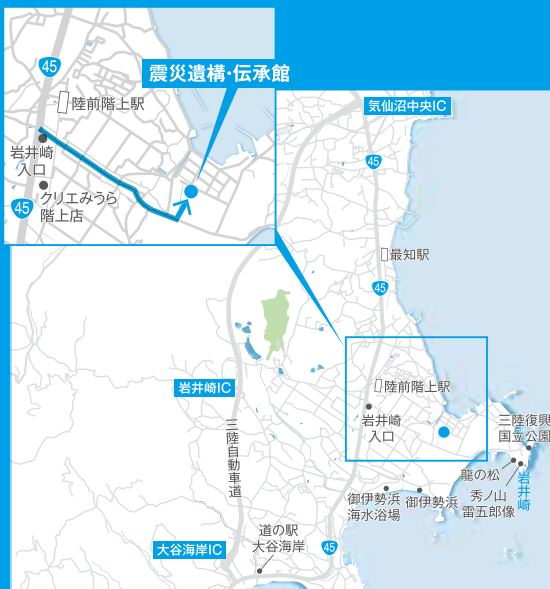 45
震災遺構・伝承館
陸前階上駅
岩井崎
入口
クリエみうら
階上店
45
気仙沼中央IC
45
最知駅
45
岩井崎IC
陸前階上駅
岩井崎
入口
三陸自動車道
三陸復興
国立公園
龍の松
岩井崎
秀ノ山
雷五郎像
御伊勢浜
海水浴場
御伊勢浜
道の駅
大谷海岸
大谷海岸IC
45